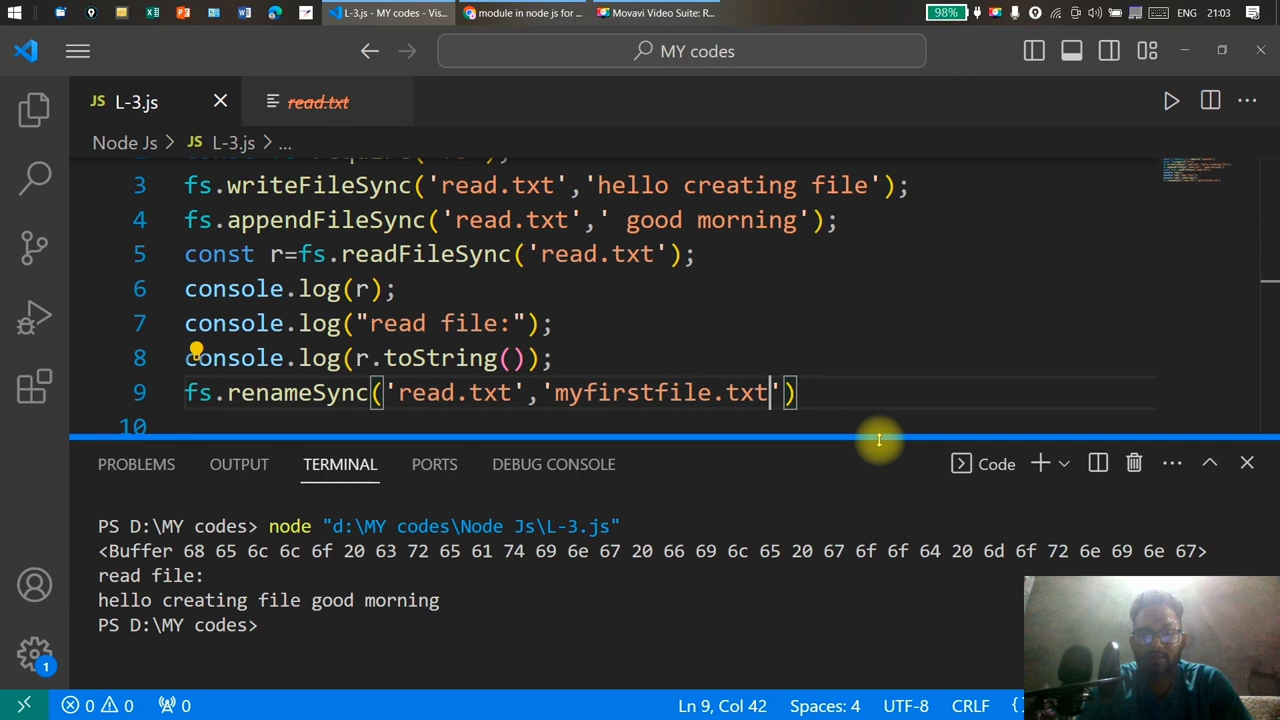 L-3.js - MY codes - Vis...
module in node js for ...
Movavi Video Suite: R...
98%
ENG
21:03
MY codes
JS L-3.js
read.txt
Node Js > JS L-3.js > ...
3 fs.writeFileSync('read.txt','hello creating file');
4 fs.appendFileSync('read.txt',' good morning');
5 const r=fs.readFileSync('read.txt');
6 console.log(r);
7 console.log("read file:");
8 console.log(r.toString());
9 fs.renameSync('read.txt','myfirstfile.txt')
10
PROBLEMS OUTPUT TERMINAL PORTS DEBUG CONSOLE Code
PS D:\MY codes> node "d:\MY codes\Node Js\L-3.js"
<Buffer 68 65 6c 6c 6f 20 63 72 65 61 74 69 6e 67 20 66 69 6c 65 20 67 6f 6f 64 20 6d 6f 72 6e 69 6e 67>
read file:
hello creating file good morning
PS D:\MY codes>
1
0 0 0 Ln 9, Col 42 Spaces: 4 UTF-8 CRLF {